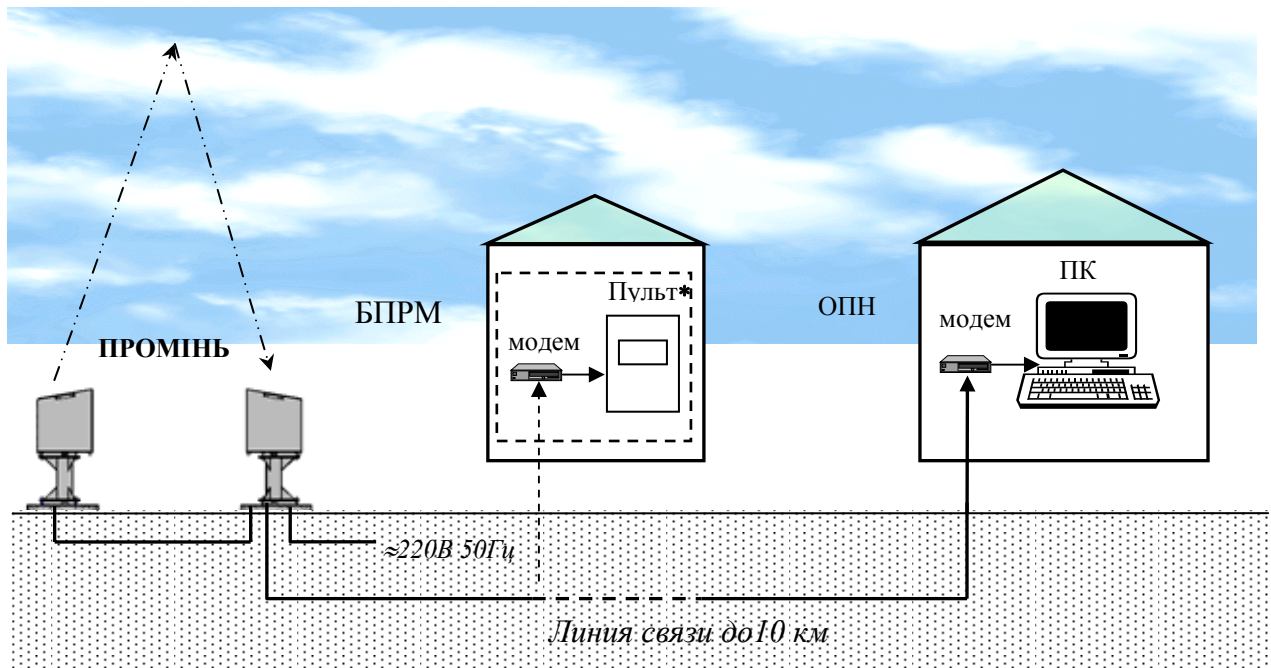 ПРОМІНЬ
БПРМ
Пульт*
модем
ОПН
ПК
модем
≈220В 50Гц
Линия связи до10 км